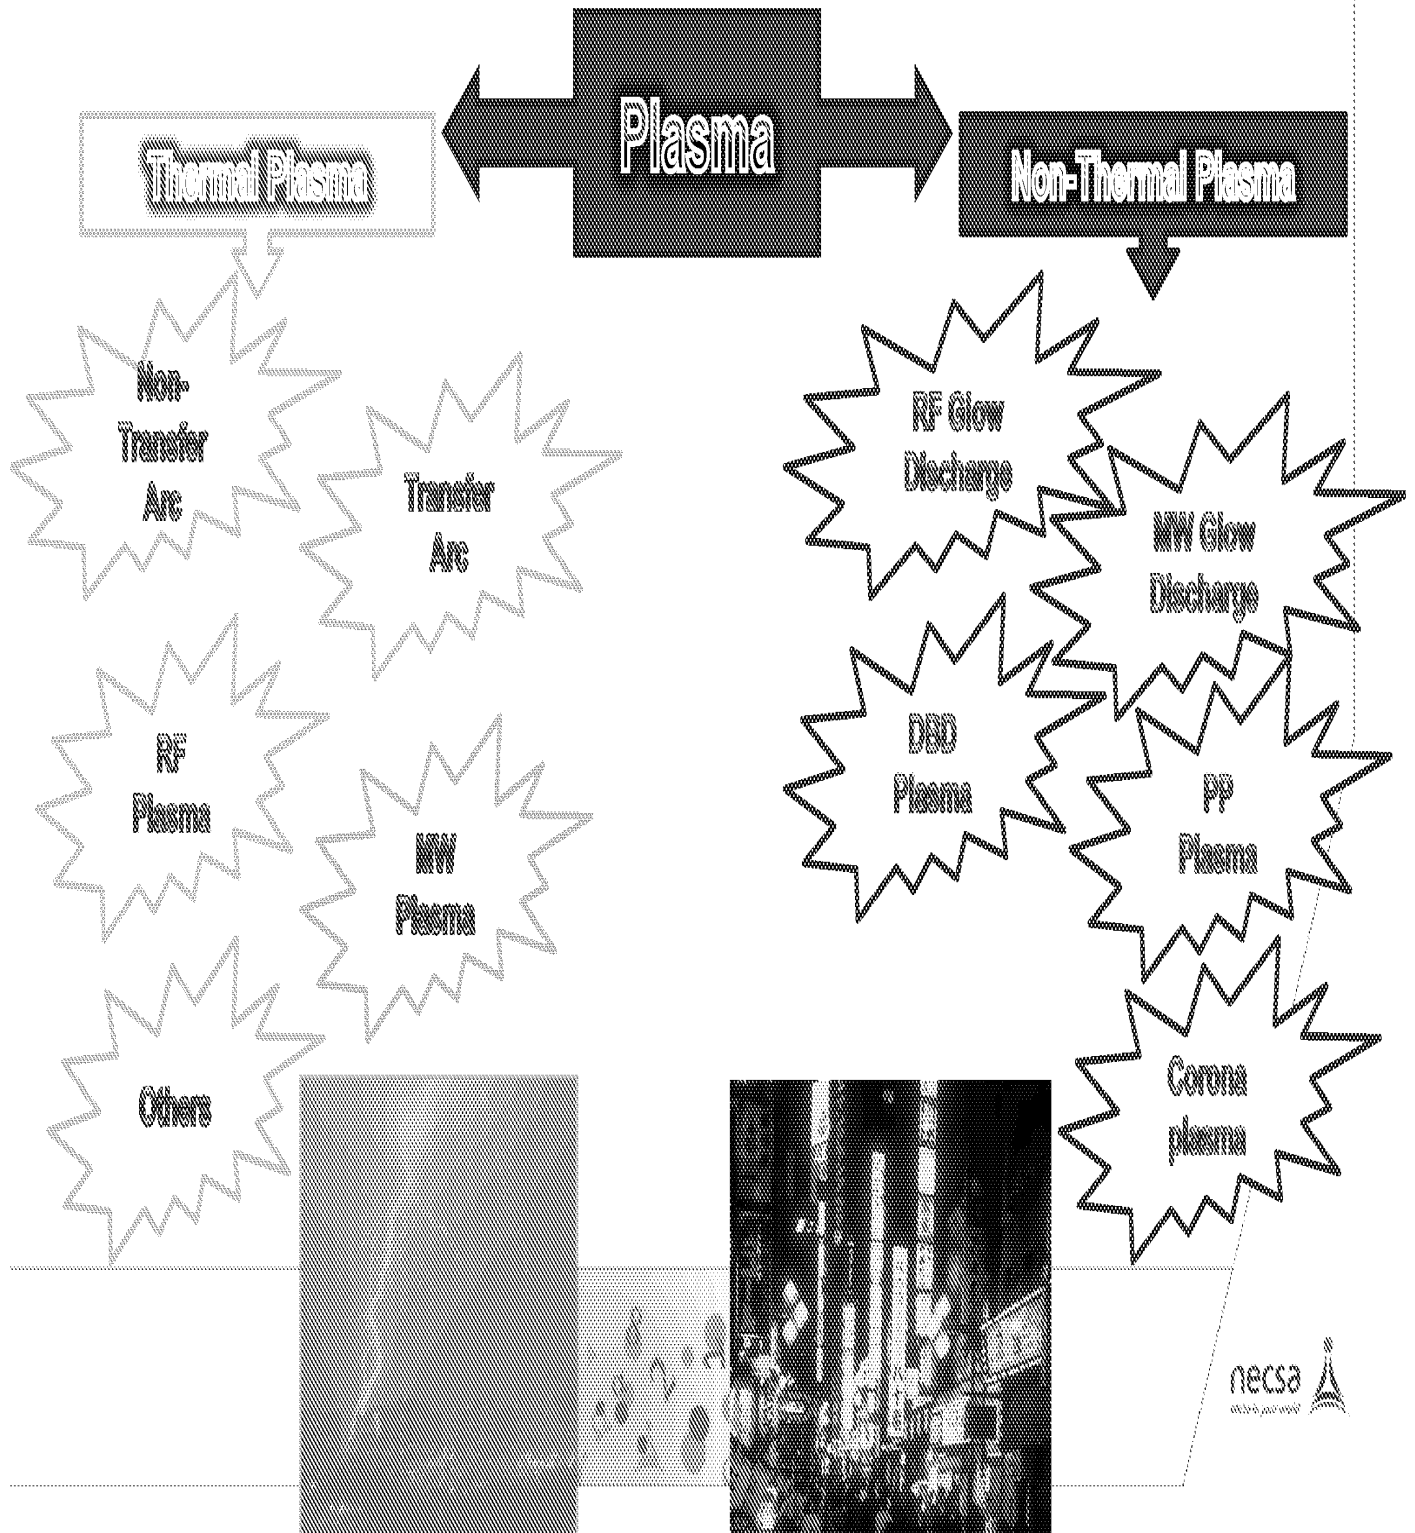 Plasma
Thermal Plasma
Non-Thermal Plasma
Non-
Transfer
Arc
Transfer
Arc
RF
Plasma
MW
Plasma
Others
RF Glow
Discharge
MW Glow
Discharge
DBD
Plasma
PP
Plasma
Corona
plasma
necsa